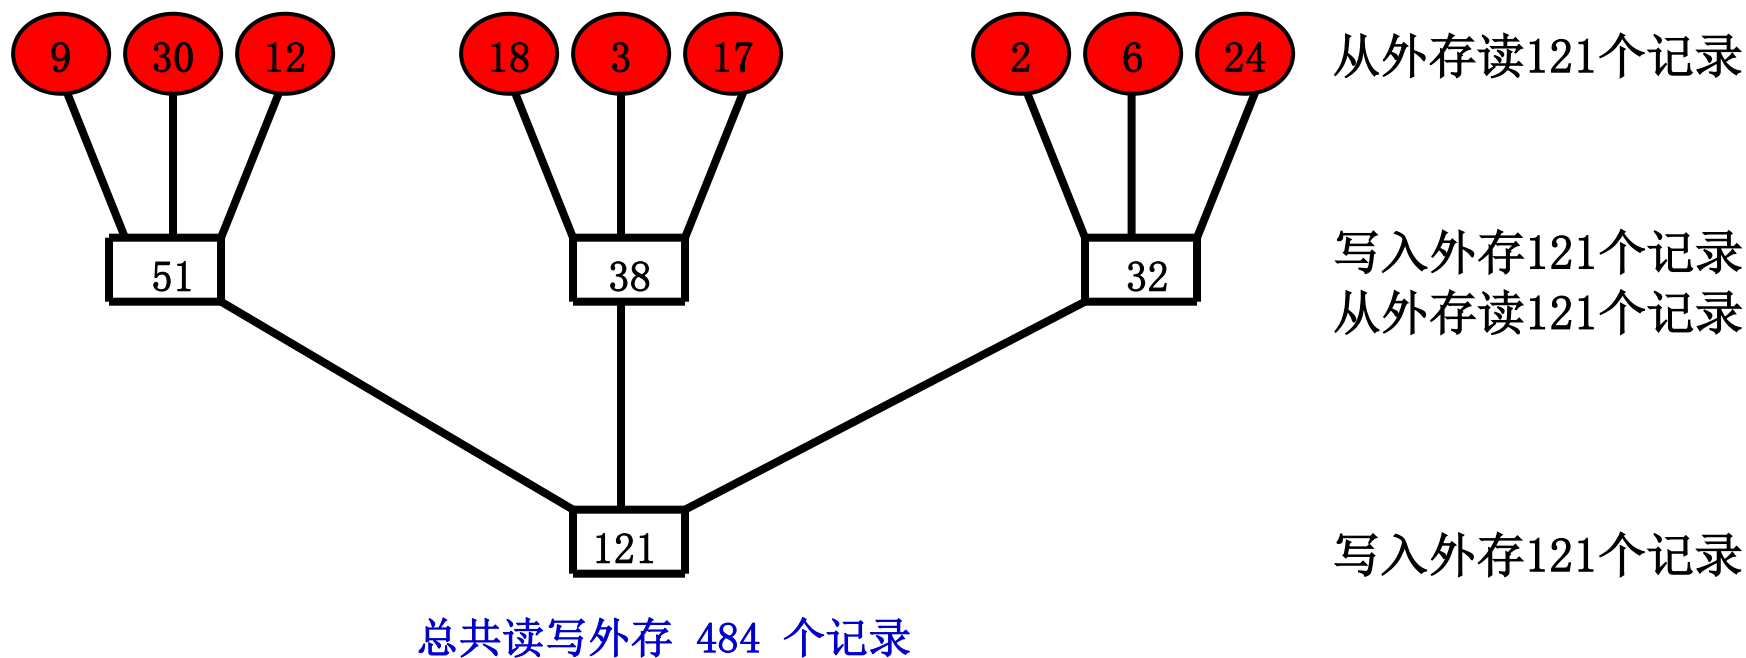 9 30 12 18 3 17 2 6 24 从外存读121个记录
51 38 32 写入外存121个记录
从外存读121个记录
121 写入外存121个记录
总共读写外存 484 个记录